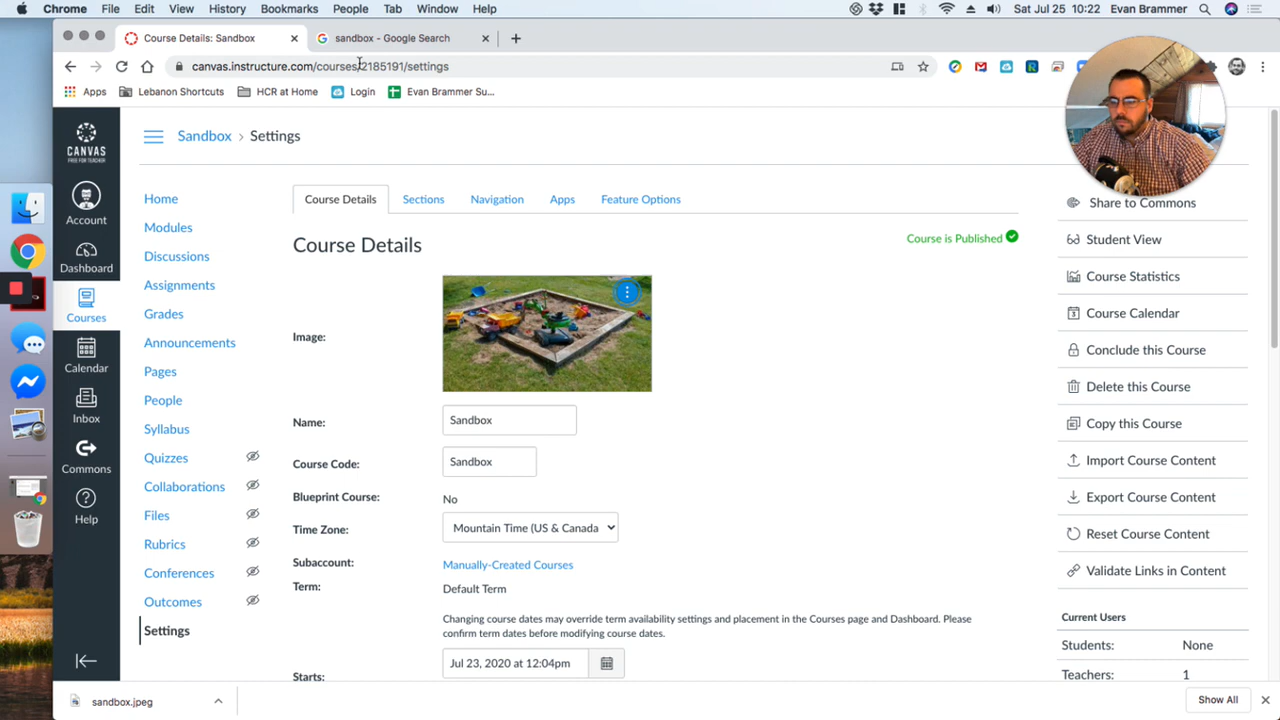 Chrome File Edit View History Bookmarks People Tab Window Help Sat Jul 25 10:22 Evan Brammer
Course Details: Sandbox sandbox - Google Search
canvas.instructure.com/courses/2185191/settings
Apps Lebanon Shortcuts HCR at Home Login Evan Brammer Su...
CANVAS
FREE FOR TEACHER
Account
Dashboard
Courses
Calendar
Inbox
Commons
Help
Sandbox › Settings
Home
Modules
Discussions
Assignments
Grades
Announcements
Pages
People
Syllabus
Quizzes
Collaborations
Files
Rubrics
Conferences
Outcomes
Settings
Course Details Sections Navigation Apps Feature Options
Course Details
Course is Published
Image:
Name: Sandbox
Course Code: Sandbox
Blueprint Course: No
Time Zone: Mountain Time (US & Canada
Subaccount: Manually-Created Courses
Term: Default Term
Changing course dates may override term availability settings and placement in the Courses page and Dashboard. Please
confirm term dates before modifying course dates.
Starts: Jul 23, 2020 at 12:04pm
Share to Commons
Student View
Course Statistics
Course Calendar
Conclude this Course
Delete this Course
Copy this Course
Import Course Content
Export Course Content
Reset Course Content
Validate Links in Content
Current Users
Students: None
Teachers: 1
sandbox.jpeg
Show All